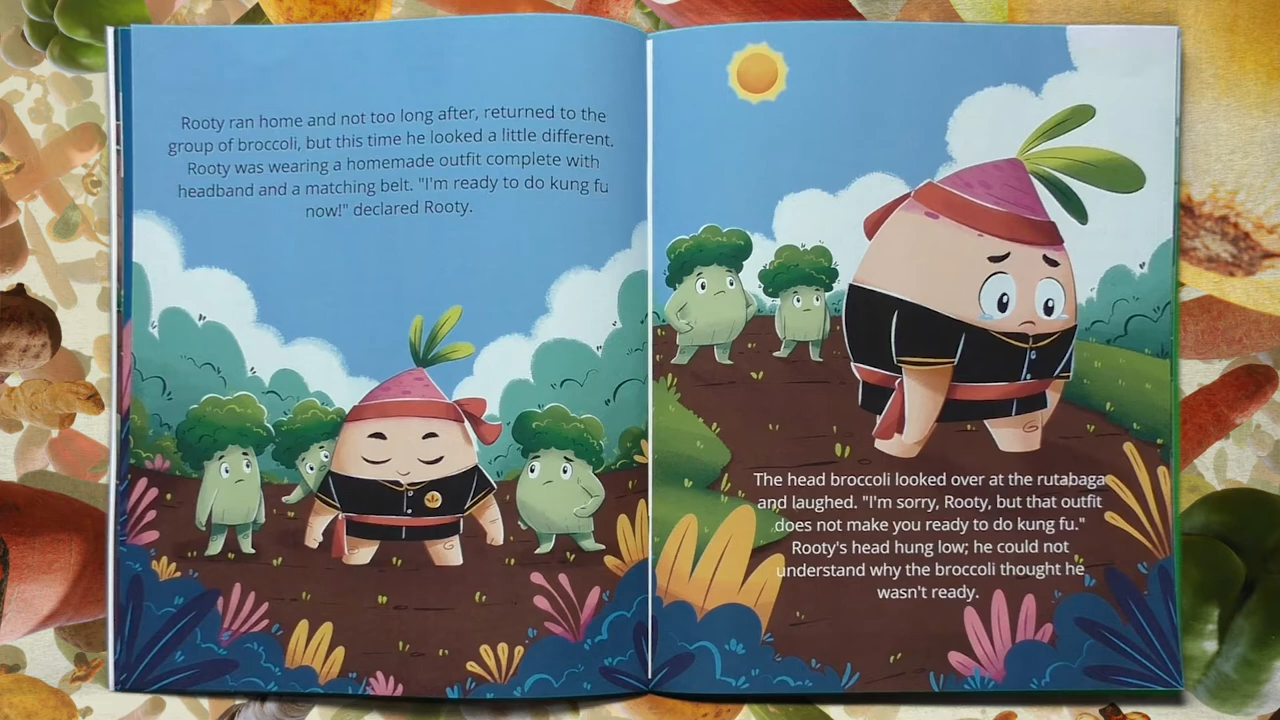 Rooty ran home and not too long after, returned to the
group of broccoli, but this time he looked a little different.
Rooty was wearing a homemade outfit complete with
headband and a matching belt. "I'm ready to do kung fu
now!" declared Rooty.
The head broccoli looked over at the rutabaga
and laughed. "I'm sorry, Rooty, but that outfit
does not make you ready to do kung fu."
Rooty's head hung low; he could not
understand why the broccoli thought he
wasn't ready.